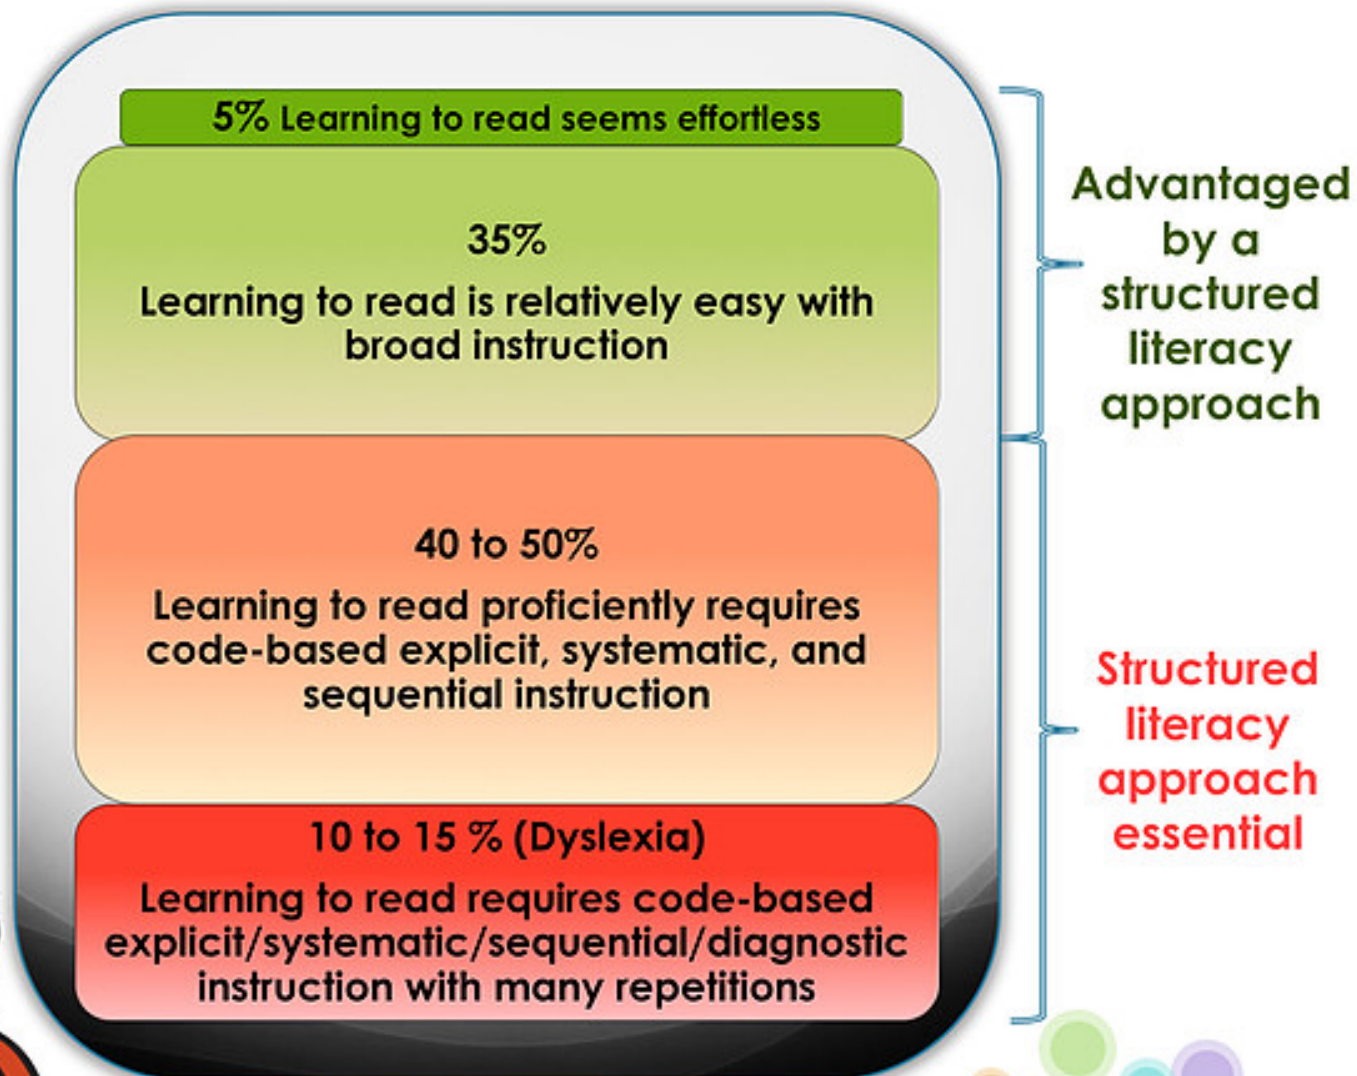 5% Learning to read seems effortless
35%
Learning to read is relatively easy with
broad instruction
Advantaged
by a
structured
literacy
approach
40 to 50%
Learning to read proficiently requires
code-based explicit, systematic, and
sequential instruction
10 to 15 % (Dyslexia)
Learning to read requires code-based
explicit/systematic/sequential/diagnostic
instruction with many repetitions
Structured
literacy
approach
essential